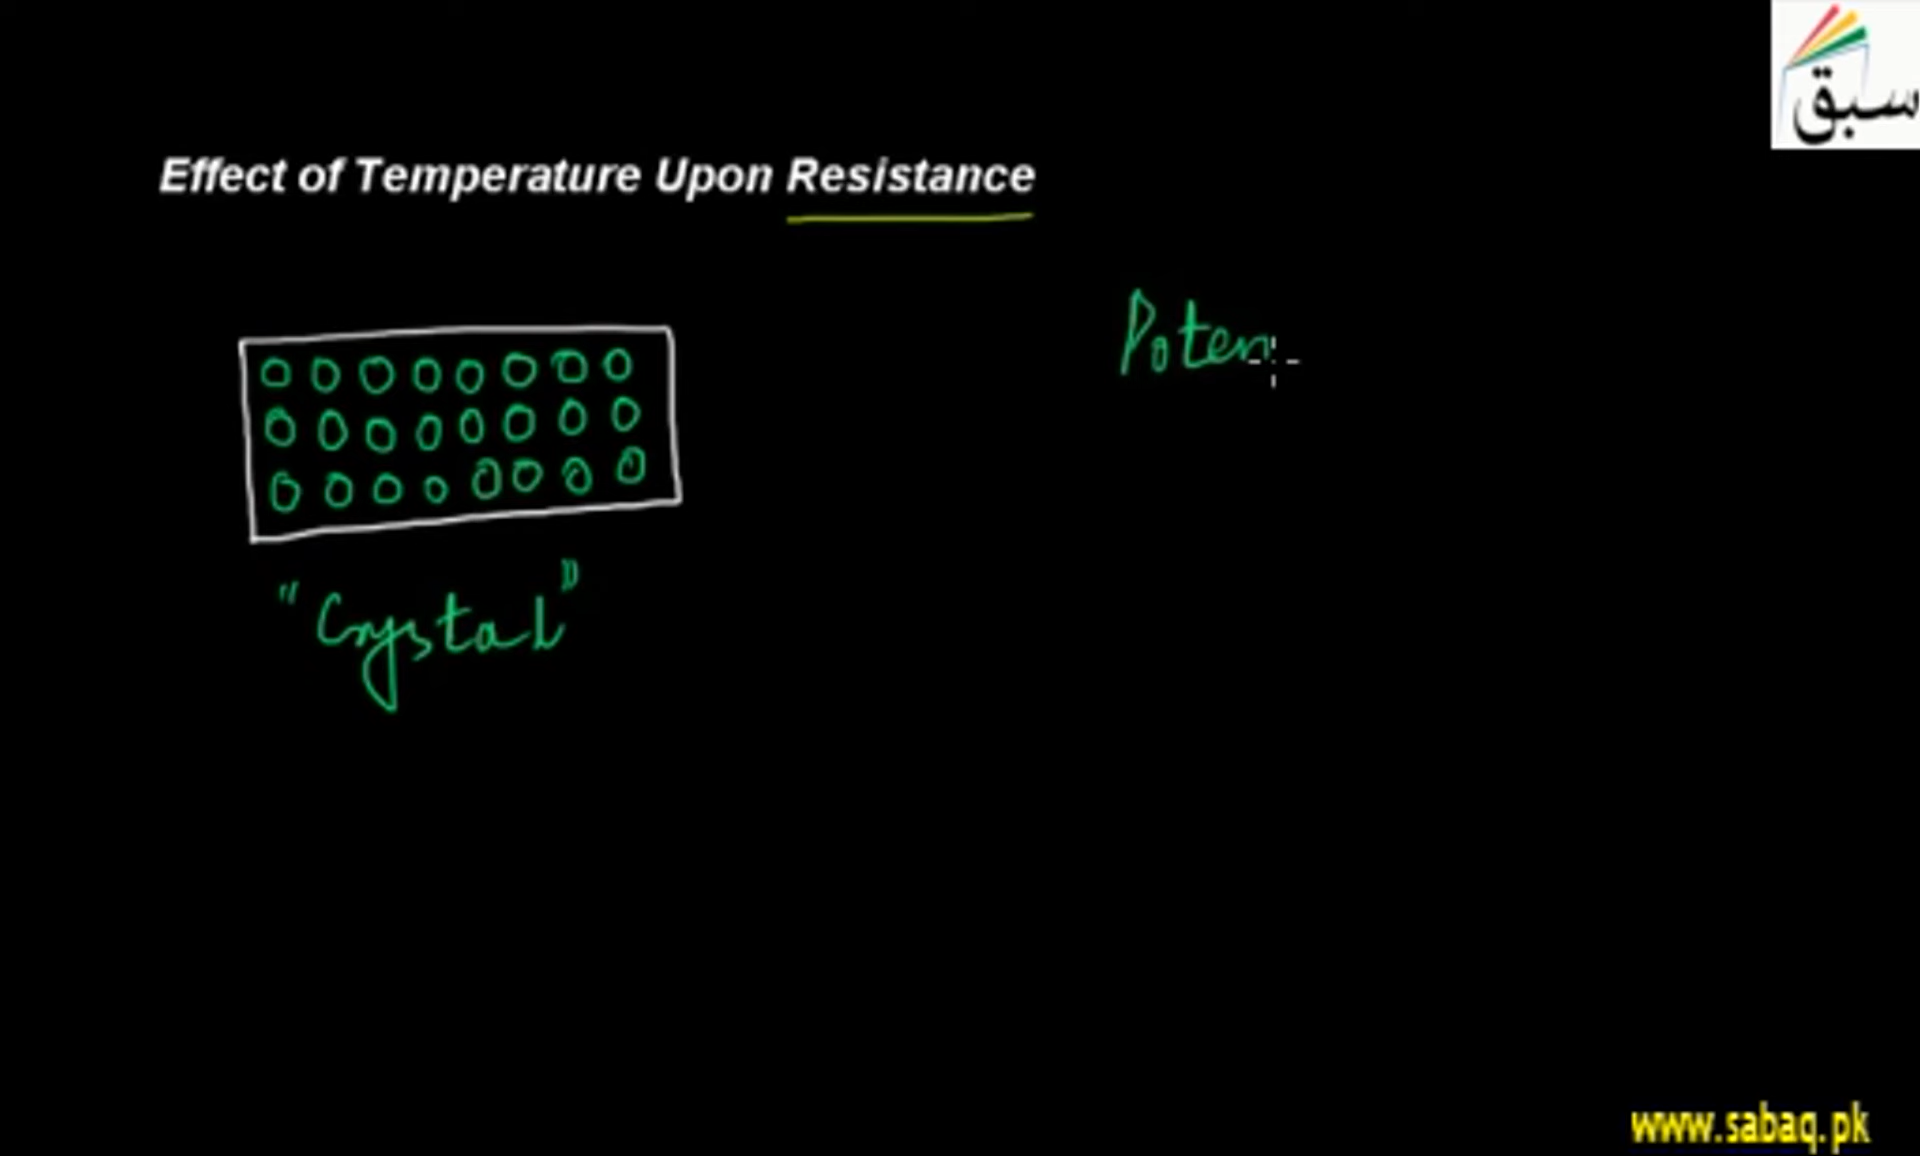 سبق
Effect of Temperature Upon Resistance
Poten
"Crystal"
www.sabaq.pk